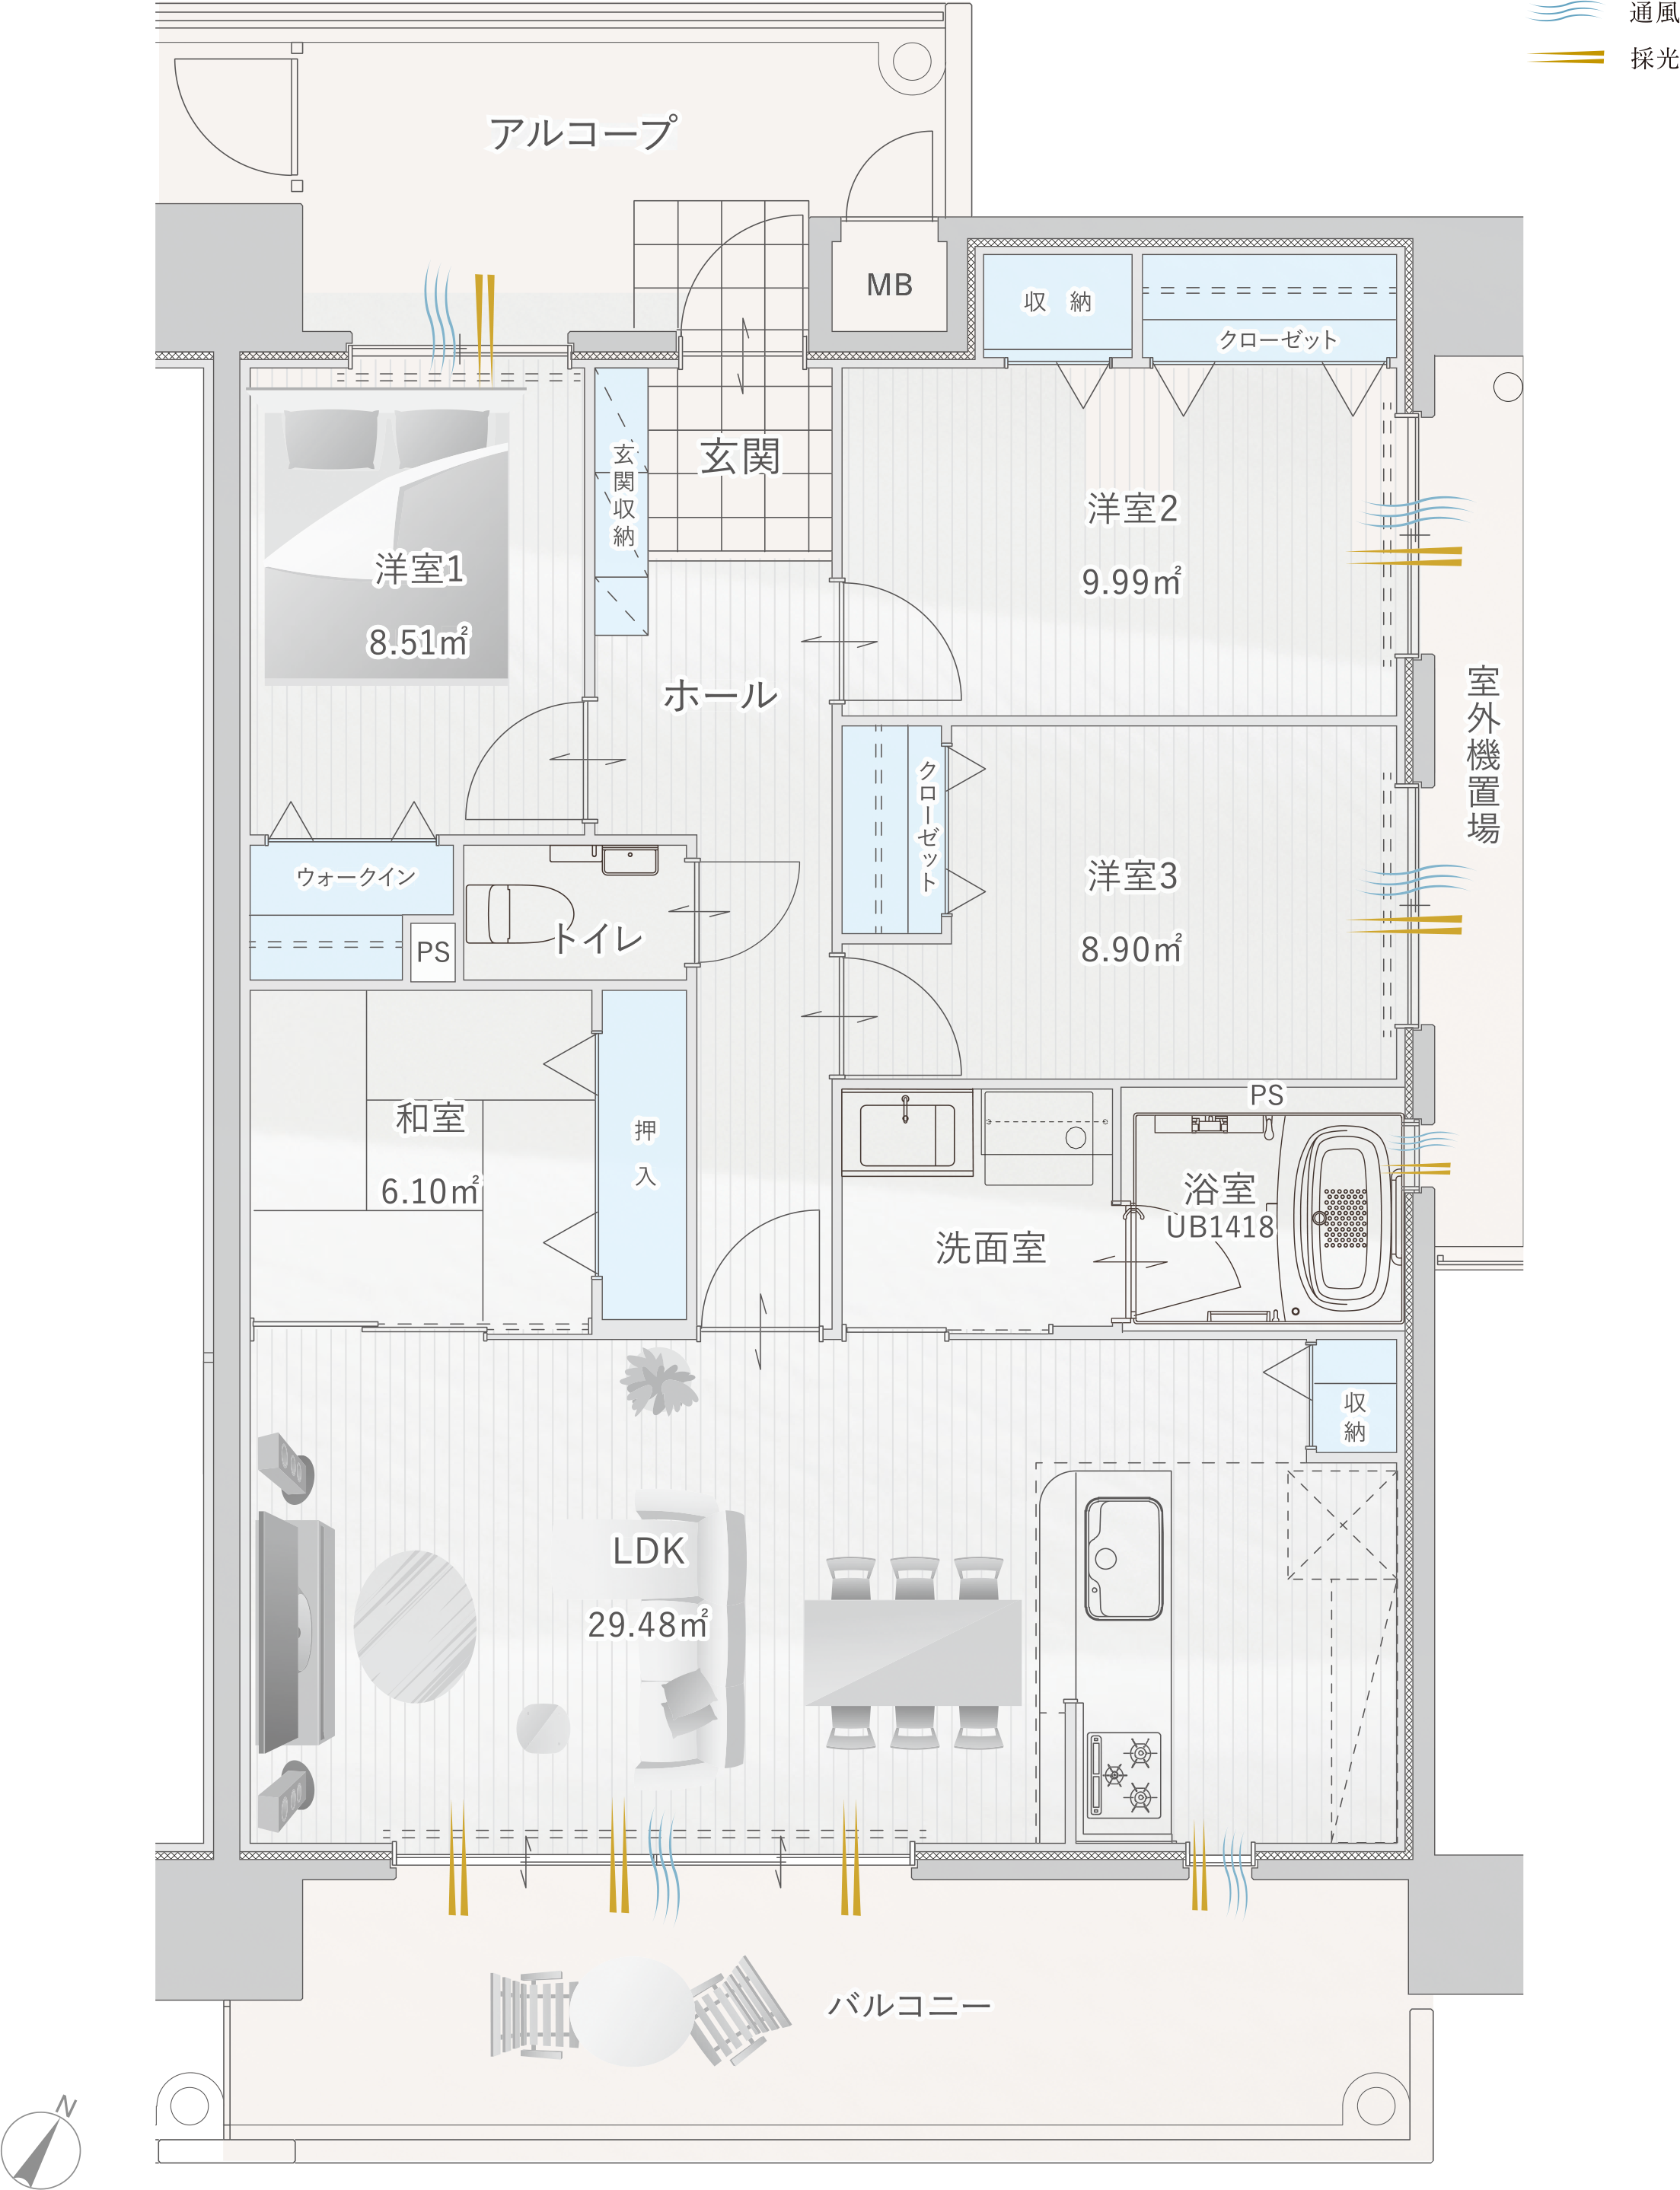 通風
採光
アルコープ
MB
収 納
クローゼット
玄関
玄関収納
洋室1
8.51㎡
洋室2
9.99㎡
ホール
室外機置場
クローゼット
洋室3
8.90㎡
ウォークイン
PS
トイレ
和室
6.10㎡
押入
PS
浴室
UB1418
洗面室
収納
LDK
29.48㎡
バルコニー
N